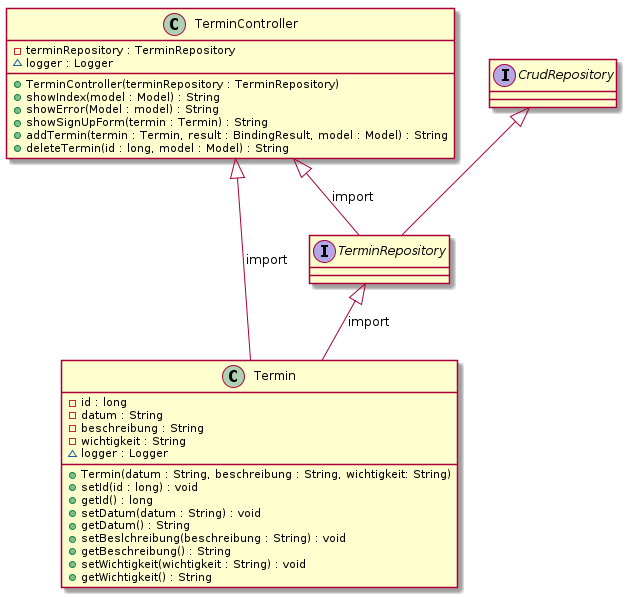 C TerminController
terminRepository : TerminRepository
logger : Logger
TerminController(terminRepository : TerminRepository)
showIndex(model : Model) : String
showError(Model : model) : String
showSignUpForm(termin : Termin) : String
addTermin(termin : Termin, result : BindingResult, model : Model) : String
deleteTermin(id : long, model : Model) : String
I CrudRepository
import
I TerminRepository
import
import
C Termin
id : long
datum : String
beschreibung : String
wichtigkeit : String
logger : Logger
Termin(datum : String, beschreibung : String, wichtigkeit: String)
setId(id : long) : void
getId() : long
setDatum(datum : String) : void
getDatum() : String
setBeslchreibung(beschreibung : String) : void
getBeschreibung() : String
setWichtigkeit(wichtigkeit : String) : void
getWichtigkeit() : String